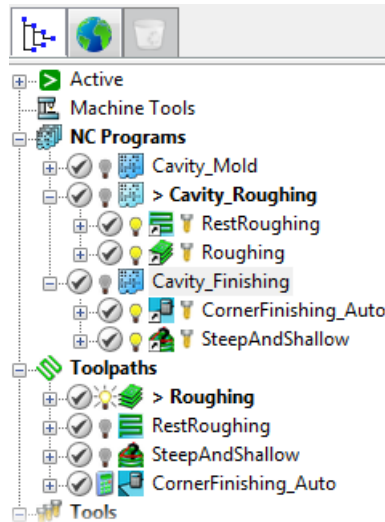 Active
Machine Tools
NC Programs
Cavity_Mold
> Cavity_Roughing
RestRoughing
Roughing
Cavity_Finishing
CornerFinishing_Auto
SteepAndShallow
Toolpaths
> Roughing
RestRoughing
SteepAndShallow
CornerFinishing_Auto
Tools